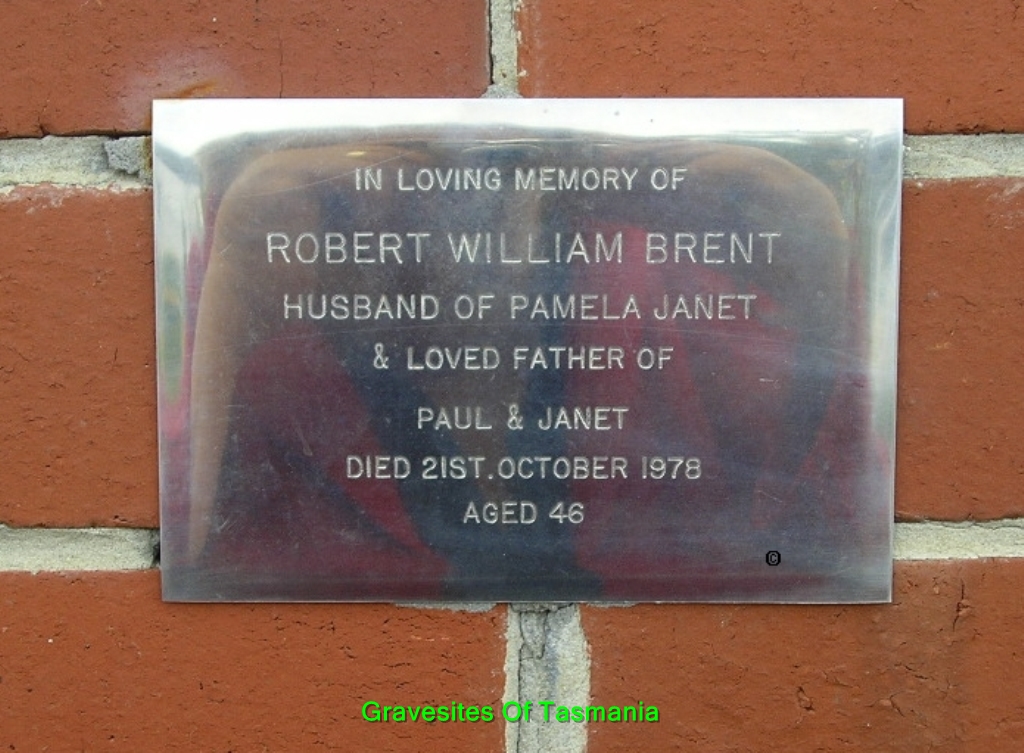 IN LOVING MEMORY OF
ROBERT WILLIAM BRENT
HUSBAND OF PAMELA JANET
& LOVED FATHER OF
PAUL & JANET
DIED 21ST. OCTOBER 1978
AGED 46
©
Gravesites Of Tasmania